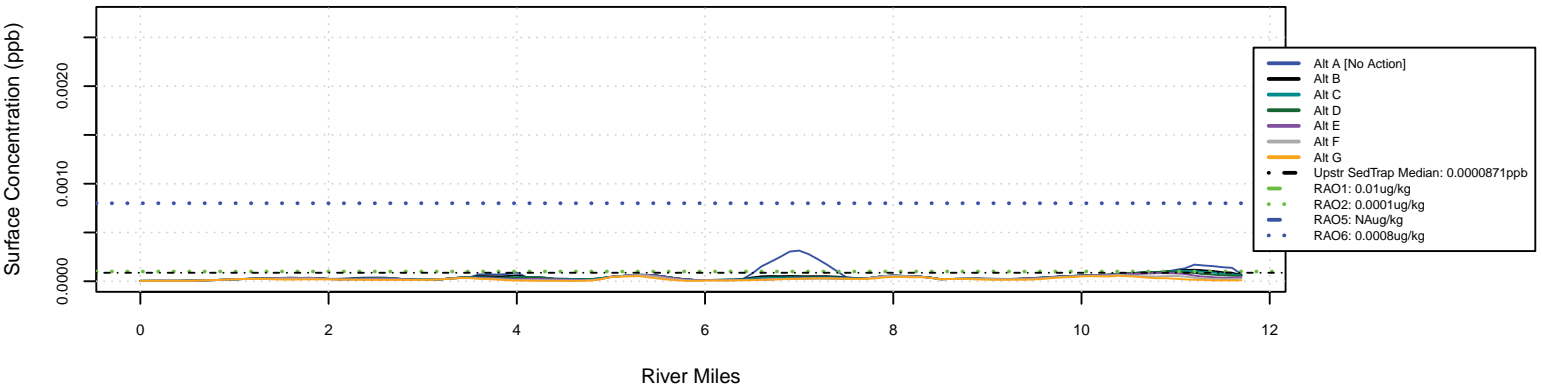 Surface Concentration (ppb)
0.0020
0.0010
0.0000
0 2 4 6 8 10 12
River Miles
Alt A [No Action]
Alt B
Alt C
Alt D
Alt E
Alt F
Alt G
Upstr SedTrap Median: 0.0000871ppb
RAO1: 0.01ug/kg
RAO2: 0.0001ug/kg
RAO5: NAug/kg
RAO6: 0.0008ug/kg